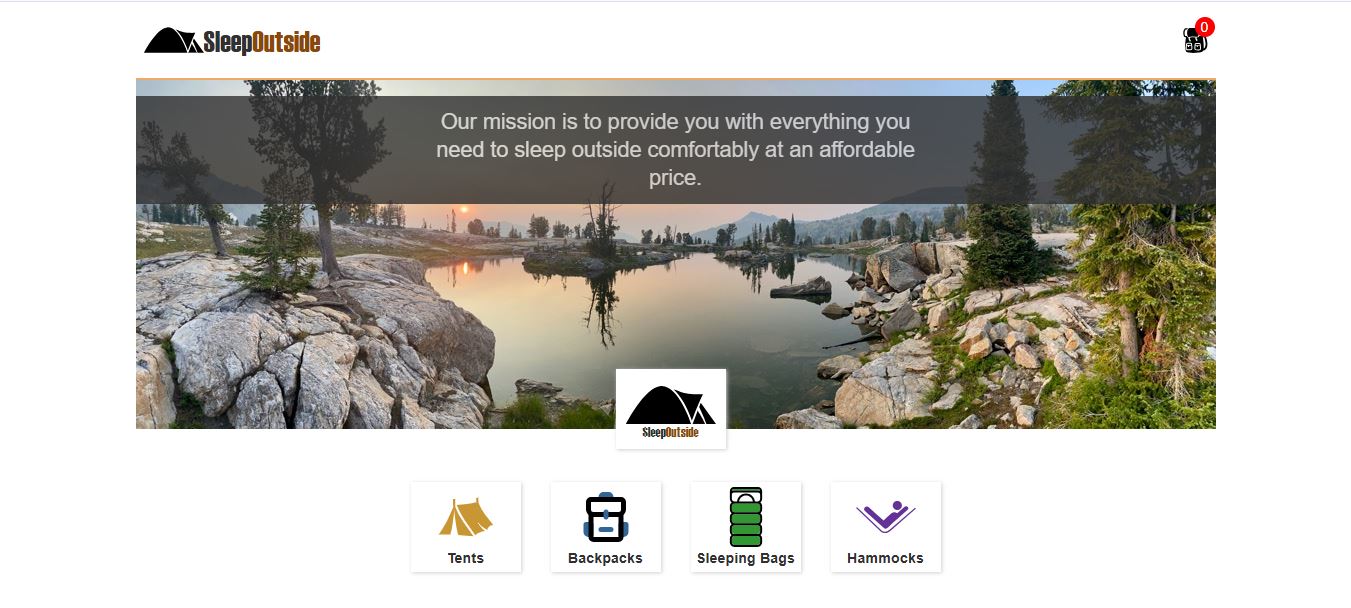 SleepOutside
0
Our mission is to provide you with everything you
need to sleep outside comfortably at an affordable
price.
SleepOutside
Tents
Backpacks
Sleeping Bags
Hammocks